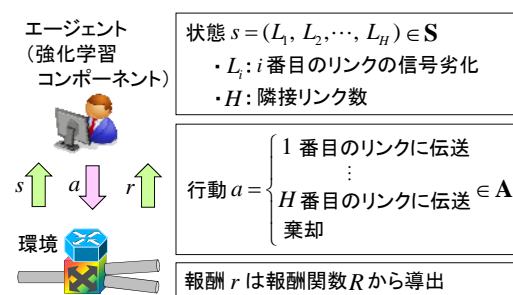 エージェント
(強化学習
コンポーネント)
s a r
環境
状態 s = (L₁, L₂, ⋯, L_H) ∈ S
・L_i : i 番目のリンクの信号劣化
・H : 隣接リンク数
行動 a = { 1 番目のリンクに伝送
⋮
H 番目のリンクに伝送 ∈ A
棄却
報酬 r は報酬関数 R から導出